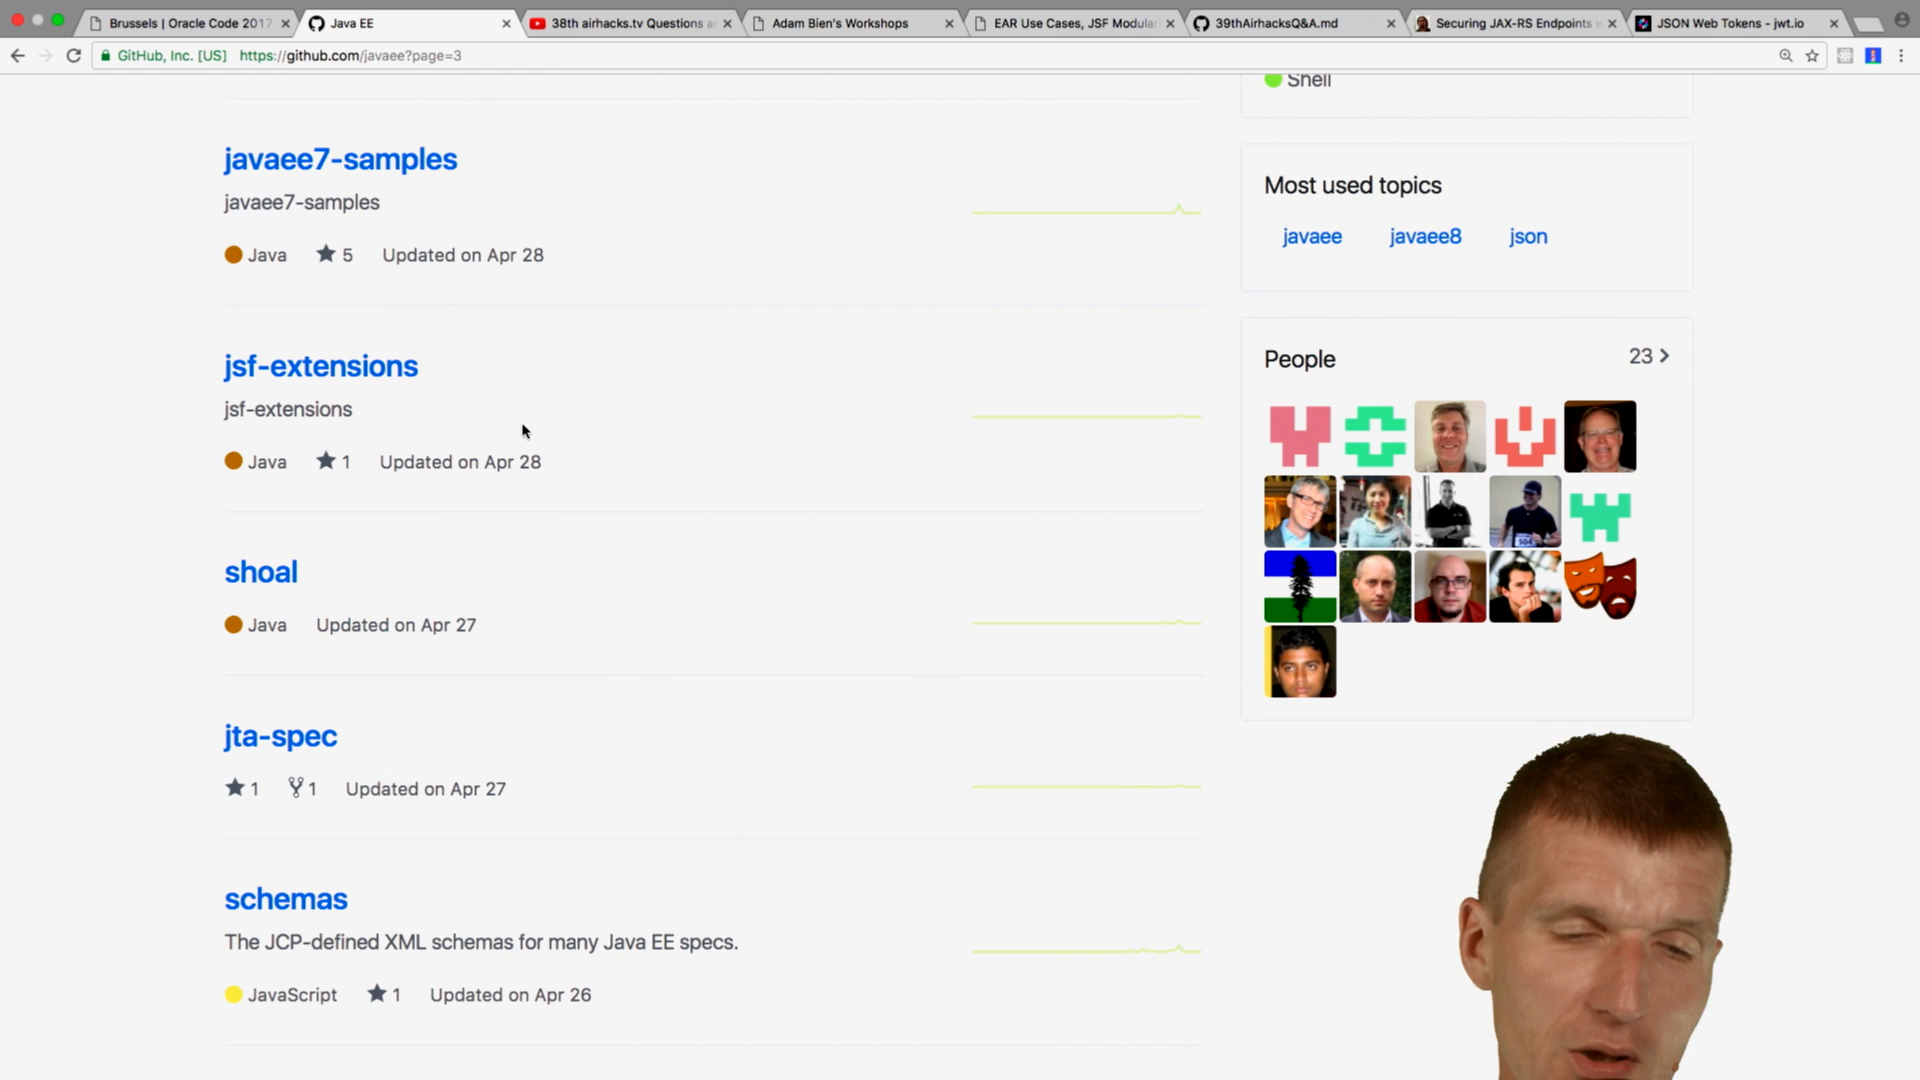 Brussels | Oracle Code 2017
Java EE
38th airhacks.tv Questions a
Adam Bien's Workshops
EAR Use Cases, JSF Modular
39thAirhacksQ&A.md
Securing JAX-RS Endpoints w
JSON Web Tokens - jwt.io
GitHub, Inc. [US]
https://github.com/javaee?page=3
Shell
javaee7-samples
javaee7-samples
Java
5
Updated on Apr 28
jsf-extensions
jsf-extensions
Java
1
Updated on Apr 28
shoal
Java
Updated on Apr 27
jta-spec
1
1
Updated on Apr 27
schemas
The JCP-defined XML schemas for many Java EE specs.
JavaScript
1
Updated on Apr 26
Most used topics
javaee
javaee8
json
People
23
504